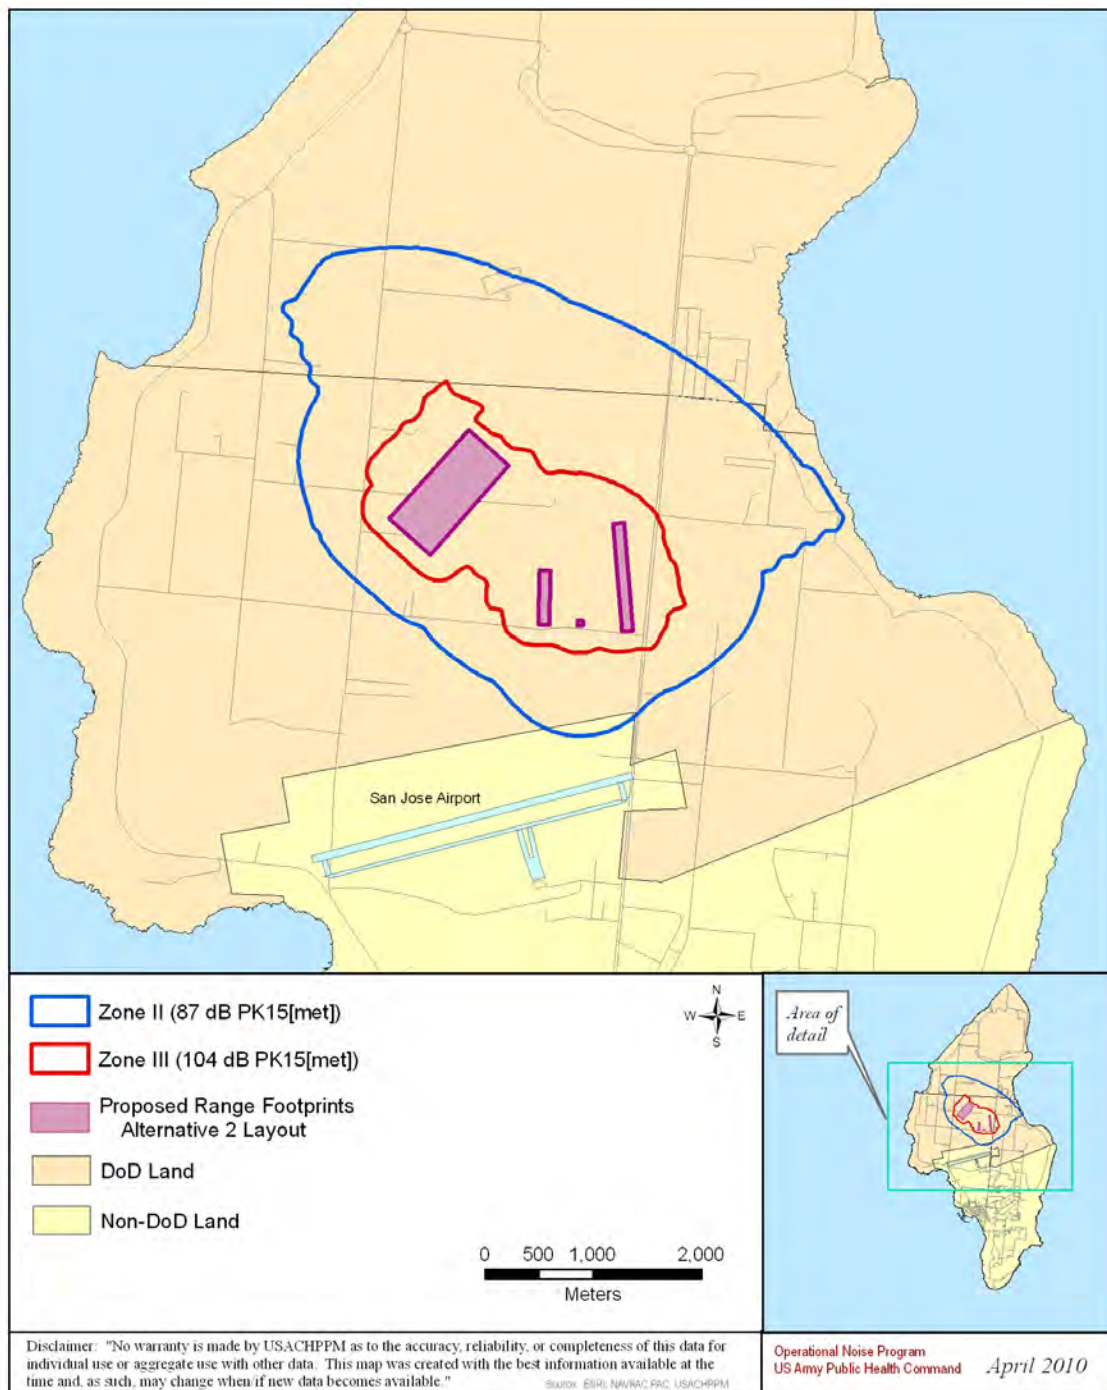 San Jose Airport
Zone II (87 dB PK15[met])
Zone III (104 dB PK15[met])
Proposed Range Footprints
Alternative 2 Layout
DoD Land
Non-DoD Land
N
W E
S
0 500 1,000 2,000
Meters
Area of
detail
Disclaimer: "No warranty is made by USACHPPM as to the accuracy, reliability, or completeness of this data for
individual use or aggregate use with other data. This map was created with the best information available at the
time and, as such, may change when/if new data becomes available."
Source: ESRI, NAVFAC PAC, USACHPPM
Operational Noise Program
US Army Public Health Command
April 2010